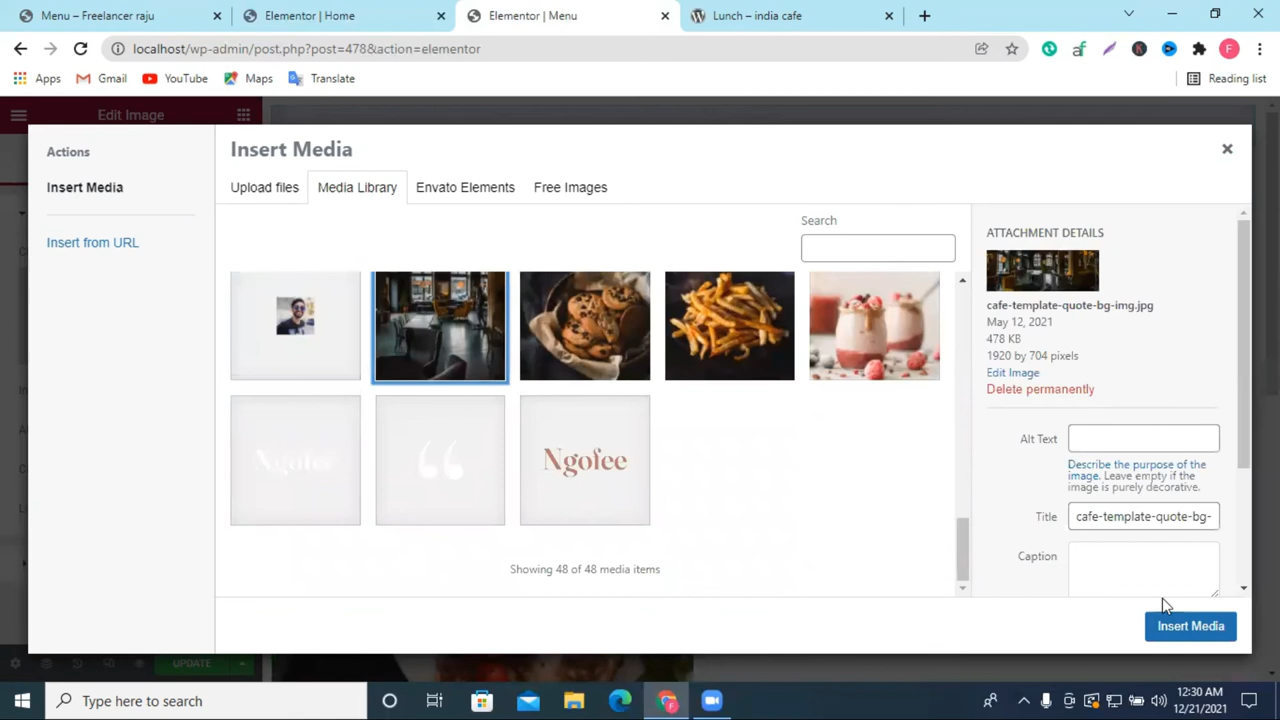 Menu – Freelancer raju
Elementor | Home
Elementor | Menu
Lunch – india cafe
localhost/wp-admin/post.php?post=478&action=elementor
Apps
Gmail
YouTube
Maps
Translate
Reading list
Edit Image
Actions
Insert Media
Insert from URL
Insert Media
Upload files
Media Library
Envato Elements
Free Images
Search
Ngofee
Ngofee
Showing 48 of 48 media items
ATTACHMENT DETAILS
cafe-template-quote-bg-img.jpg
May 12, 2021
478 KB
1920 by 704 pixels
Edit Image
Delete permanently
Alt Text
Describe the purpose of the
image. Leave empty if the
image is purely decorative.
Title
cafe-template-quote-bg-
Caption
Insert Media
UPDATE
Type here to search
12:30 AM
12/21/2021